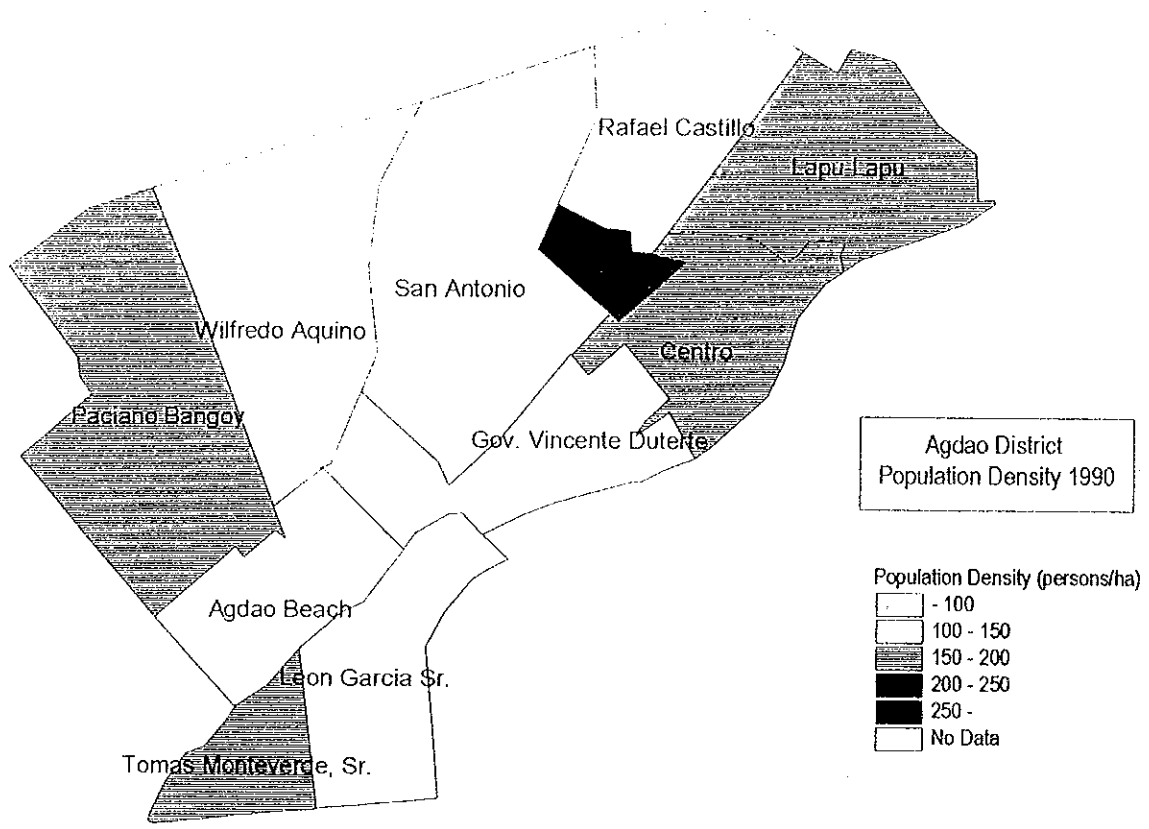 Rafael Castillo
Lapu-Lapu
San Antonio
Wilfredo Aquino
Centro
Paciano Bangoy
Gov. Vincente Duterte
Agdao District
Population Density 1990
Agdao Beach
Leon Garcia Sr.
Tomas Monteverde, Sr.
Population Density (persons/ha)
- 100
100 - 150
150 - 200
200 - 250
250 -
No Data